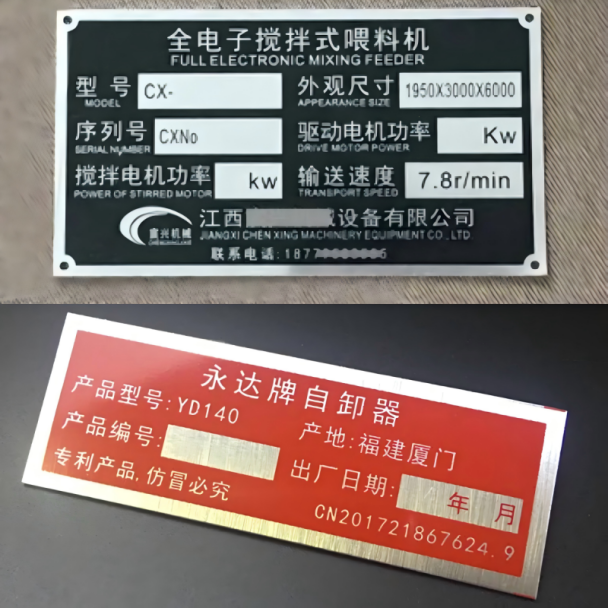 全电子搅拌式喂料机
FULL ELECTRONIC MIXING FEEDER
型号 CX- 外观尺寸 1950X3000X6000
MODEL APPEARANCE SIZE
序列号 CXNo 驱动电机功率 Kw
SERIAL NUMBER DRIVE MOTOR POWER
搅拌电机功率 kw 输送速度 7.8r/min
POWER OF STIRRED MOTOR TRANSPORT SPEED
鑫兴机械 江西 设备有限公司
JIANGXI CHEN XING MACHINERY EQUIPMENT CO., LTD
联系电话: 187
永达牌自卸器
产品型号:YD140
产地:福建厦门
产品编号:
出厂日期: 年 月
专利产品,仿冒必究
CN201721867624.9